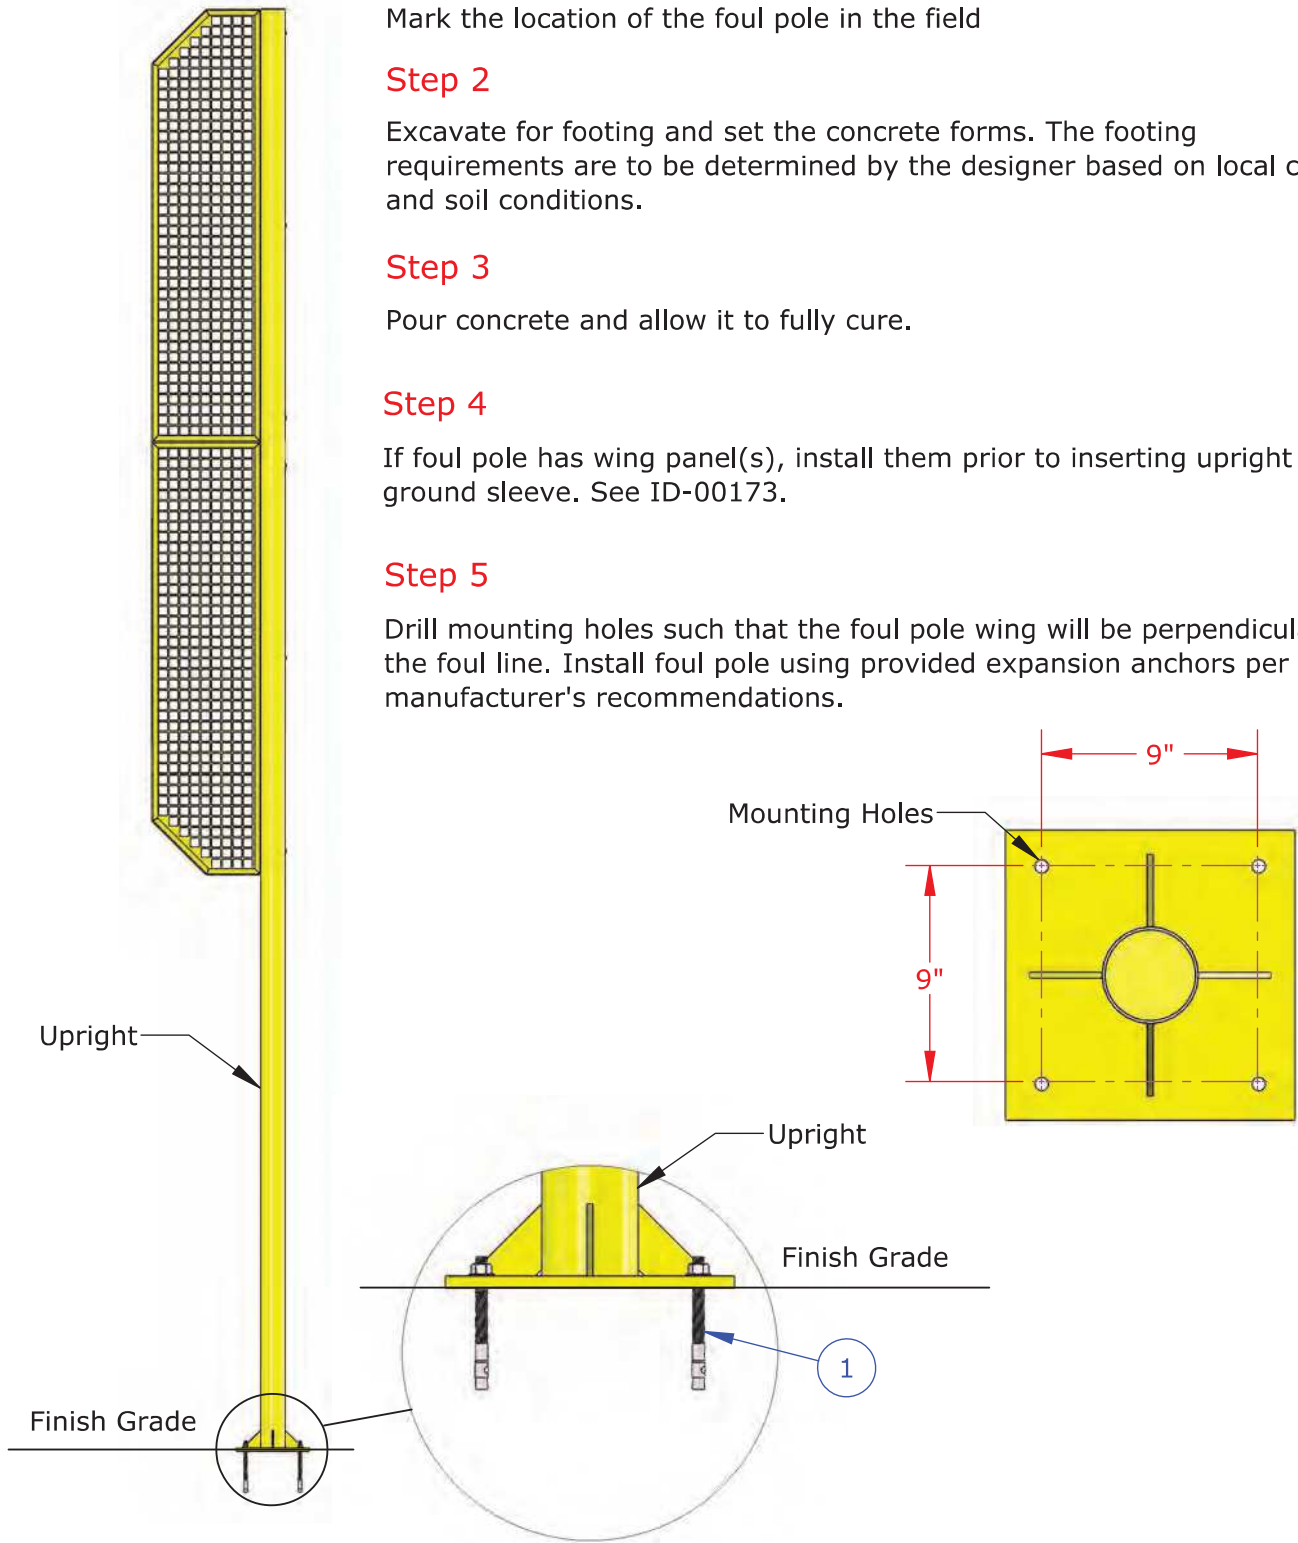 Mark the location of the foul pole in the field
Step 2
Excavate for footing and set the concrete forms. The footing
requirements are to be determined by the designer based on local c
and soil conditions.
Step 3
Pour concrete and allow it to fully cure.
Step 4
If foul pole has wing panel(s), install them prior to inserting upright
ground sleeve. See ID-00173.
Step 5
Drill mounting holes such that the foul pole wing will be perpendicul
the foul line. Install foul pole using provided expansion anchors per
manufacturer's recommendations.
9"
Mounting Holes
9"
Upright
Upright
Finish Grade
1
Finish Grade